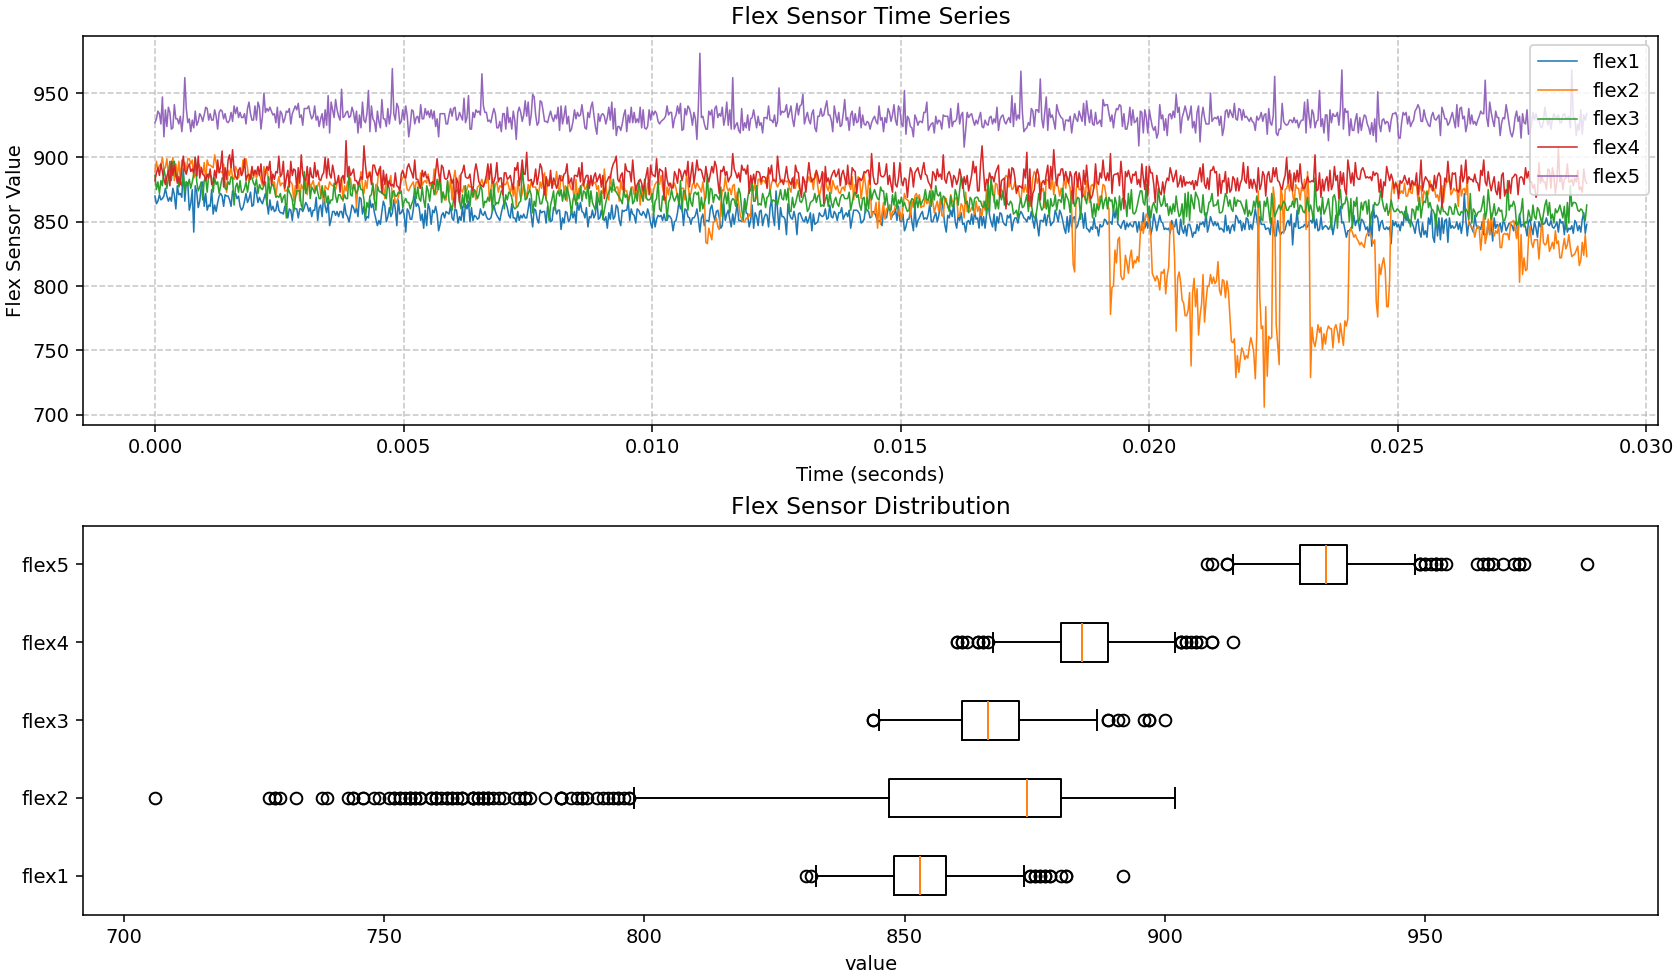 Flex Sensor Time Series
Flex Sensor Value
950
900
850
800
750
700
flex1
flex2
flex3
flex4
flex5
0.000 0.005 0.010 0.015 0.020 0.025 0.030
Time (seconds)
Flex Sensor Distribution
flex5
flex4
flex3
flex2
flex1
700 750 800 850 900 950
value